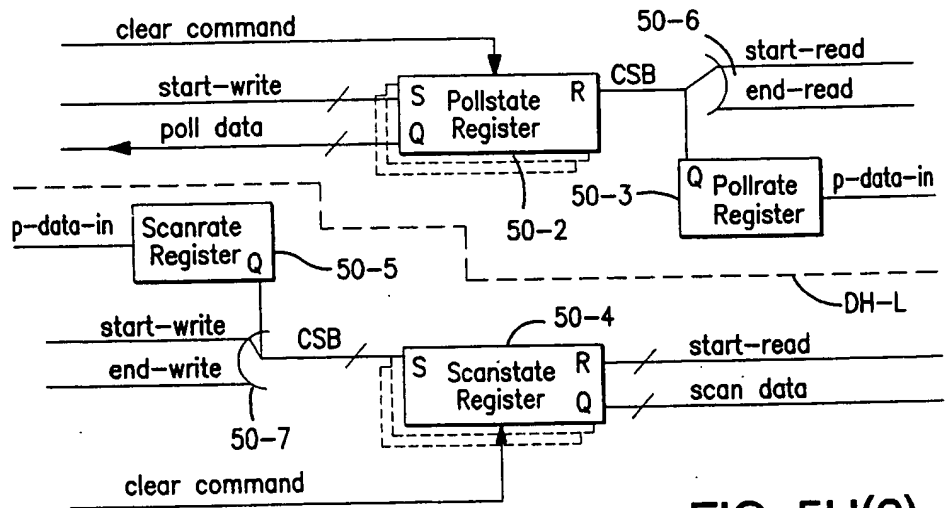 clear command
50-6
start-write
S
Pollstate
Register
R
CSB
start-read
end-read
poll data
Q
50-2
50-3
Q
Pollrate
Register
p-data-in
p-data-in
Scanrate
Register
Q
50-5
DH-L
start-write
end-write
CSB
50-4
S
Scanstate
Register
R
Q
start-read
scan data
50-7
clear command